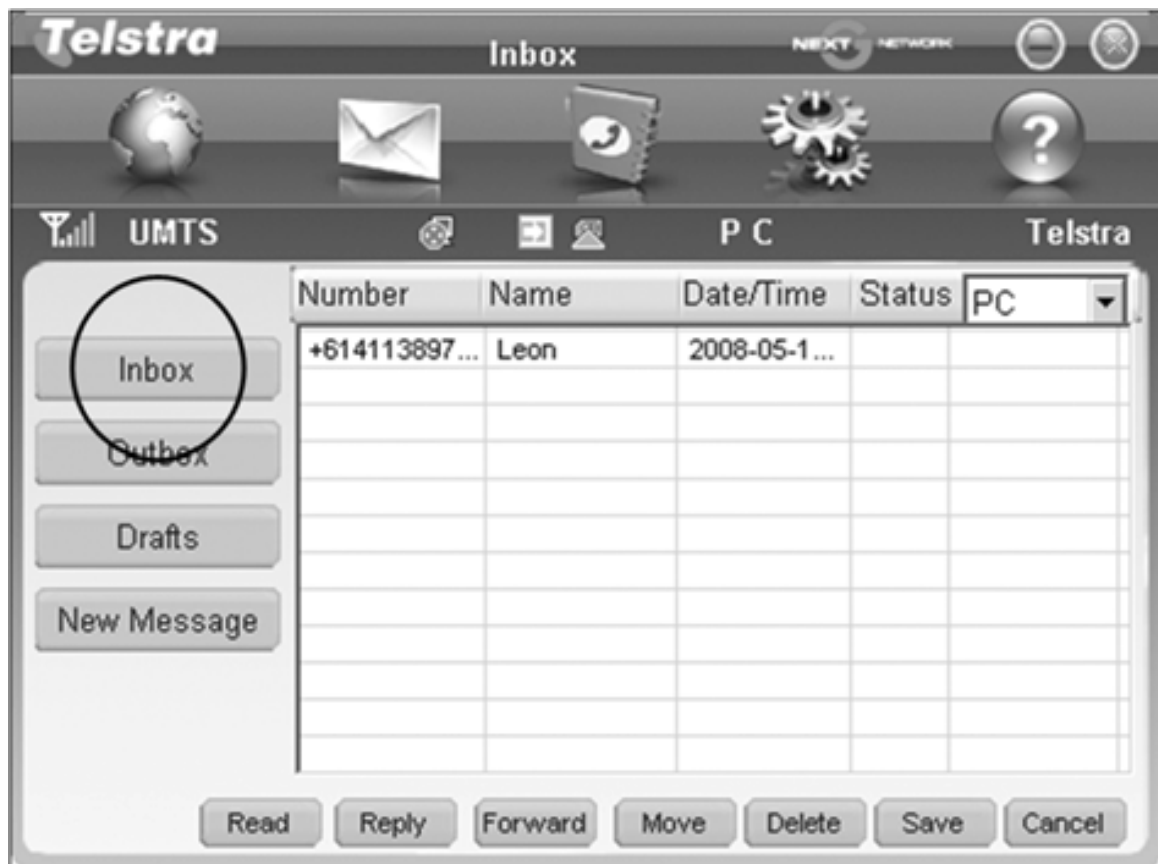 Telstra Inbox NEXT G NETWORK
?
UMTS PC Telstra
Number Name Date/Time Status PC
+614113897... Leon 2008-05-1...
Inbox
Outbox
Drafts
New Message
Read Reply Forward Move Delete Save Cancel